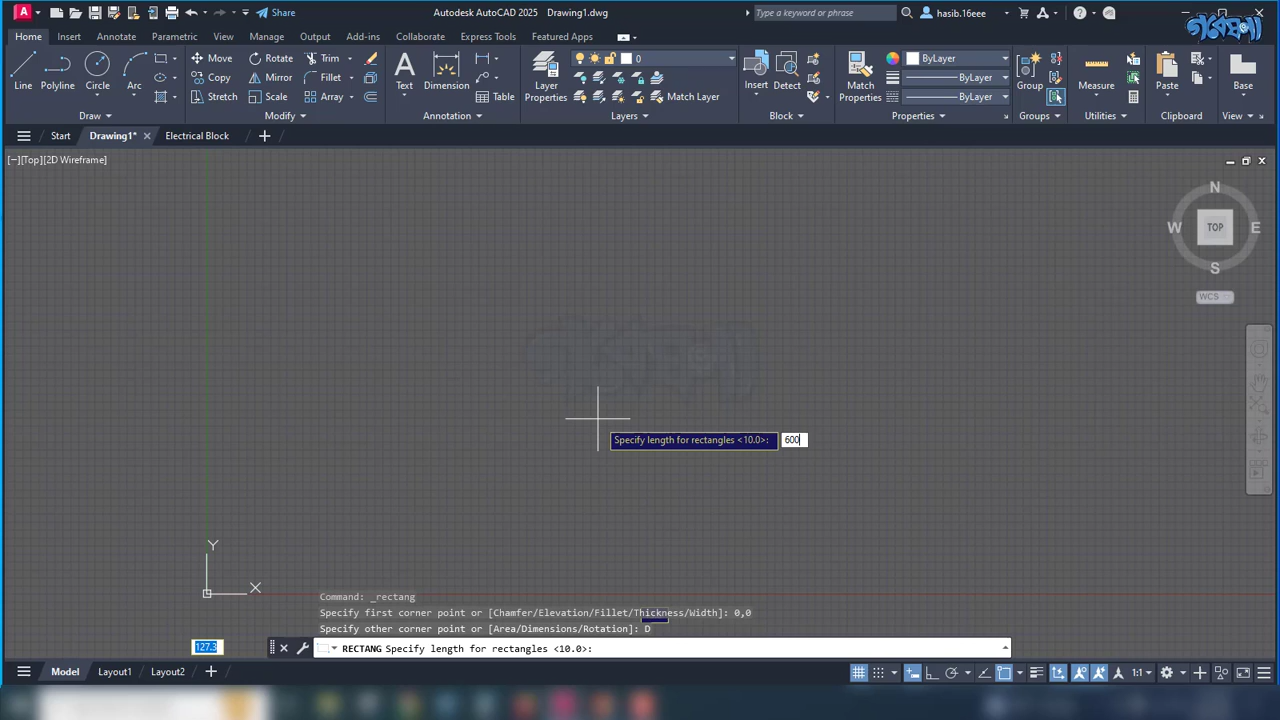 Share
Autodesk AutoCAD 2025 Drawing1.dwg
Type a keyword or phrase
hasib.16eee
গবেষণা
Home Insert Annotate Parametric View Manage Output Add-ins Collaborate Express Tools Featured Apps
Line Polyline Circle Arc
Move Rotate Trim
Copy Mirror Fillet
Stretch Scale Array
Text Dimension Table
Layer Properties
0
Match Layer
Insert Detect
Match Properties
ByLayer
ByLayer
ByLayer
Group Measure Paste Base
Draw Modify Annotation Layers Block Properties Groups Utilities Clipboard View
Start Drawing1* Electrical Block
[−][Top][2D Wireframe]
N
W TOP E
S
WCS
Specify length for rectangles <10.0>: 600
Y
X
Command: _rectang
Specify first corner point or [Chamfer/Elevation/Fillet/Thickness/Width]: 0,0
Specify other corner point or [Area/Dimensions/Rotation]: D
127.3
RECTANG Specify length for rectangles <10.0>:
Model Layout1 Layout2
1:1